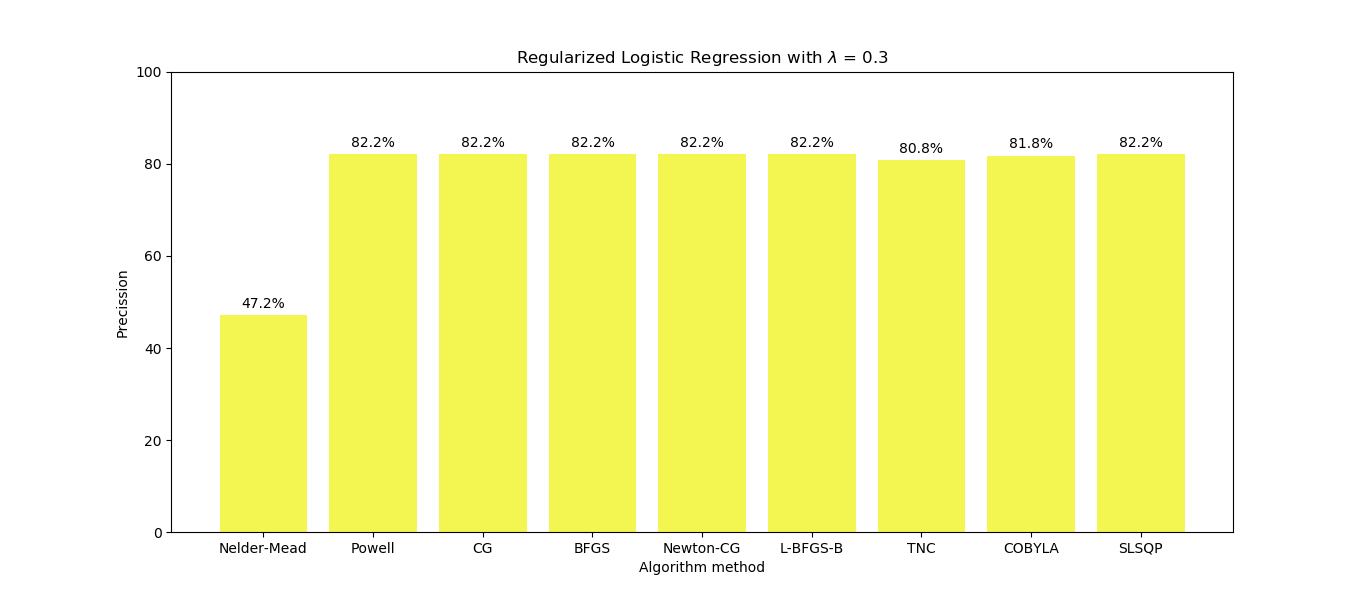 Regularized Logistic Regression with λ = 0.3
100
80
60
40
20
0
Precission
47.2%
82.2%
82.2%
82.2%
82.2%
82.2%
80.8%
81.8%
82.2%
Nelder-Mead
Powell
CG
BFGS
Newton-CG
L-BFGS-B
TNC
COBYLA
SLSQP
Algorithm method